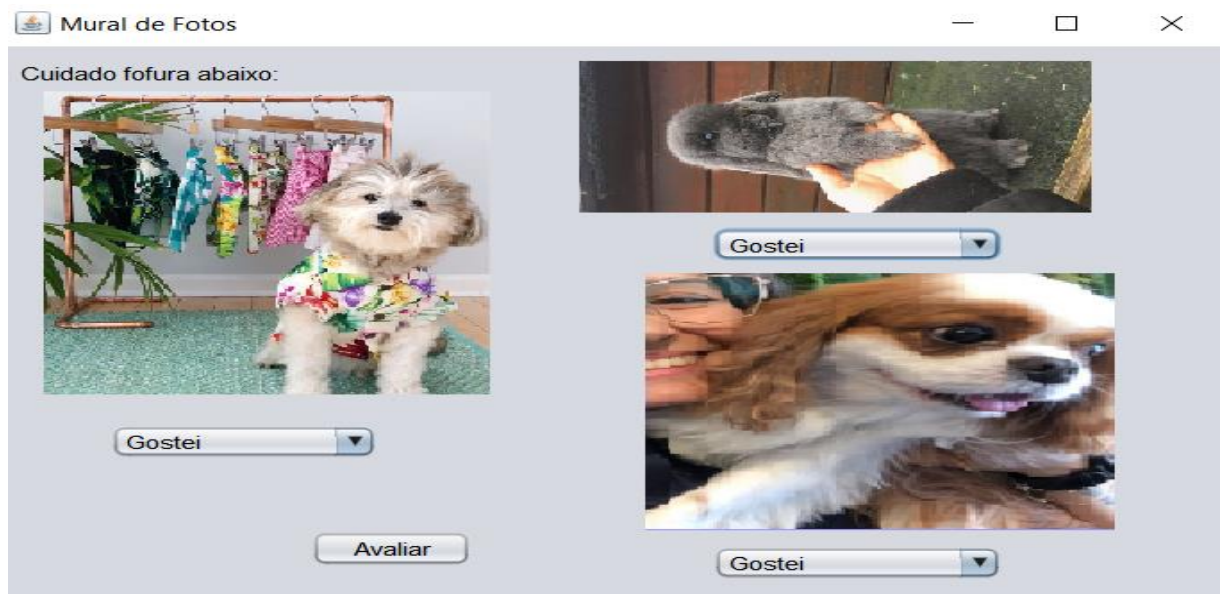 Mural de Fotos
Cuidado fofura abaixo:
Gostei
Gostei
Avaliar
Gostei